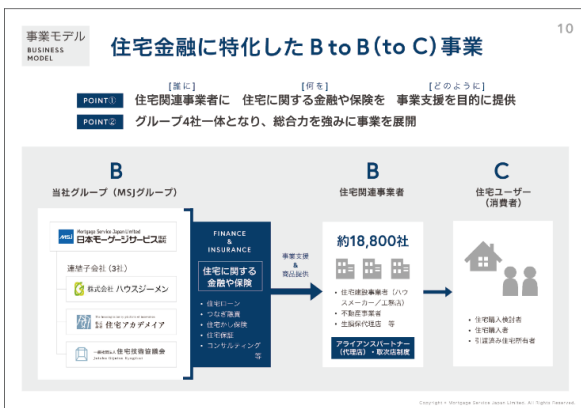 10
事業モデル
BUSINESS
MODEL
住宅金融に特化したBtoB(to C)事業
[誰に] [何を] [どのように]
POINT① 住宅関連事業者に 住宅に関する金融や保険を 事業支援を目的に提供
POINT② グループ4社一体となり、総合力を強みに事業を展開
B
当社グループ（MSJグループ）
MSJ
Mortgage Service Japan Limited
日本モーゲージサービス
連結子会社（3社）
株式会社 ハウスジーメン
住宅アカデメイア
一般社団法人 住宅技術協議会
FINANCE
&
INSURANCE
住宅に関する
金融や保険
・住宅ローン
・つなぎ融資
・住宅かし保険
・住宅保証
・コンサルティング
等
事業支援
&
商品提供
B
住宅関連事業者
約18,800社
・住宅建設事業者（ハウ
スメーカー／工務店）
・不動産事業者
・生損保代理店 等
アライアンスパートナー
（代理店）・取次店制度
C
住宅ユーザー
（消費者）
・住宅購入検討者
・住宅購入者
・引渡済み住宅所有者
Copyright © Mortgage Service Japan Limited. All Rights Reserved.